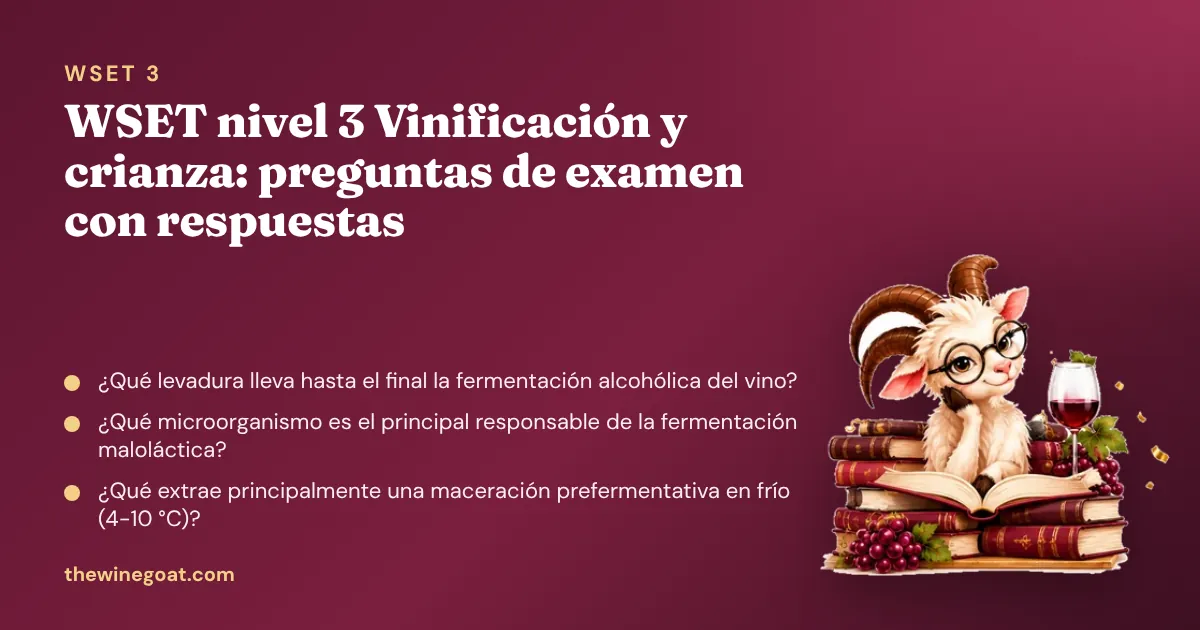 WSET 3
WSET nivel 3 Vinificación y
crianza: preguntas de examen
con respuestas
¿Qué levadura lleva hasta el final la fermentación alcohólica del vino?
¿Qué microorganismo es el principal responsable de la fermentación
maloláctica?
¿Qué extrae principalmente una maceración prefermentativa en frío
(4-10 °C)?
thewinegoat.com